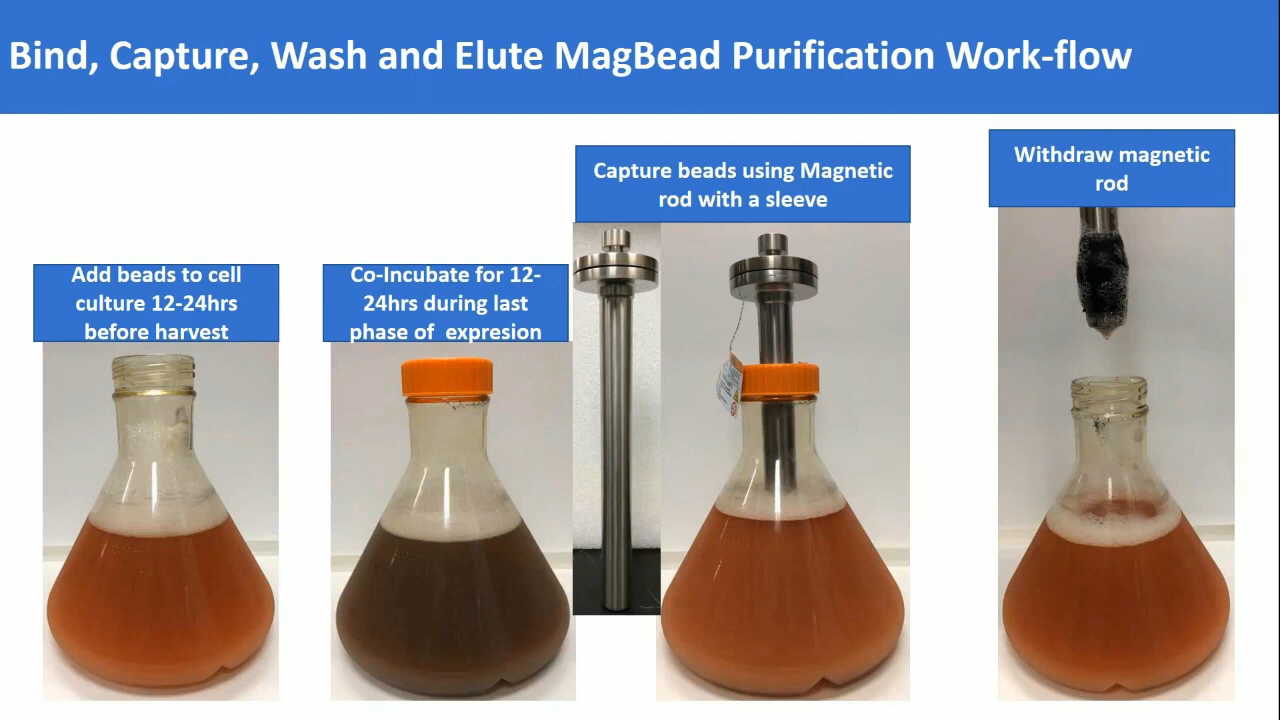 Bind, Capture, Wash and Elute MagBead Purification Work-flow
Add beads to cell
culture 12-24hrs
before harvest
Co-Incubate for 12-
24hrs during last
phase of expresion
Capture beads using Magnetic
rod with a sleeve
Withdraw magnetic
rod